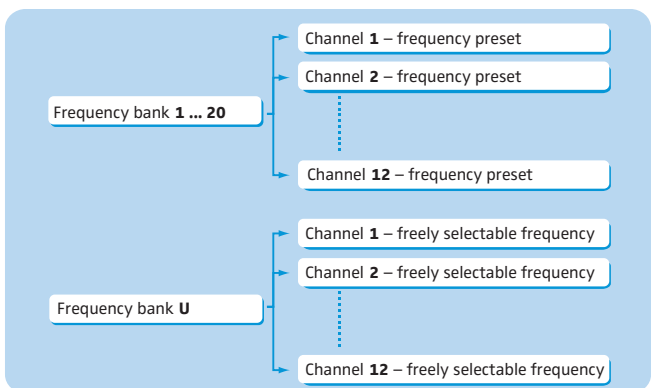 Channel 1 – frequency preset
Channel 2 – frequency preset
Frequency bank 1 ... 20
Channel 12 – frequency preset
Channel 1 – freely selectable frequency
Channel 2 – freely selectable frequency
Frequency bank U
Channel 12 – freely selectable frequency